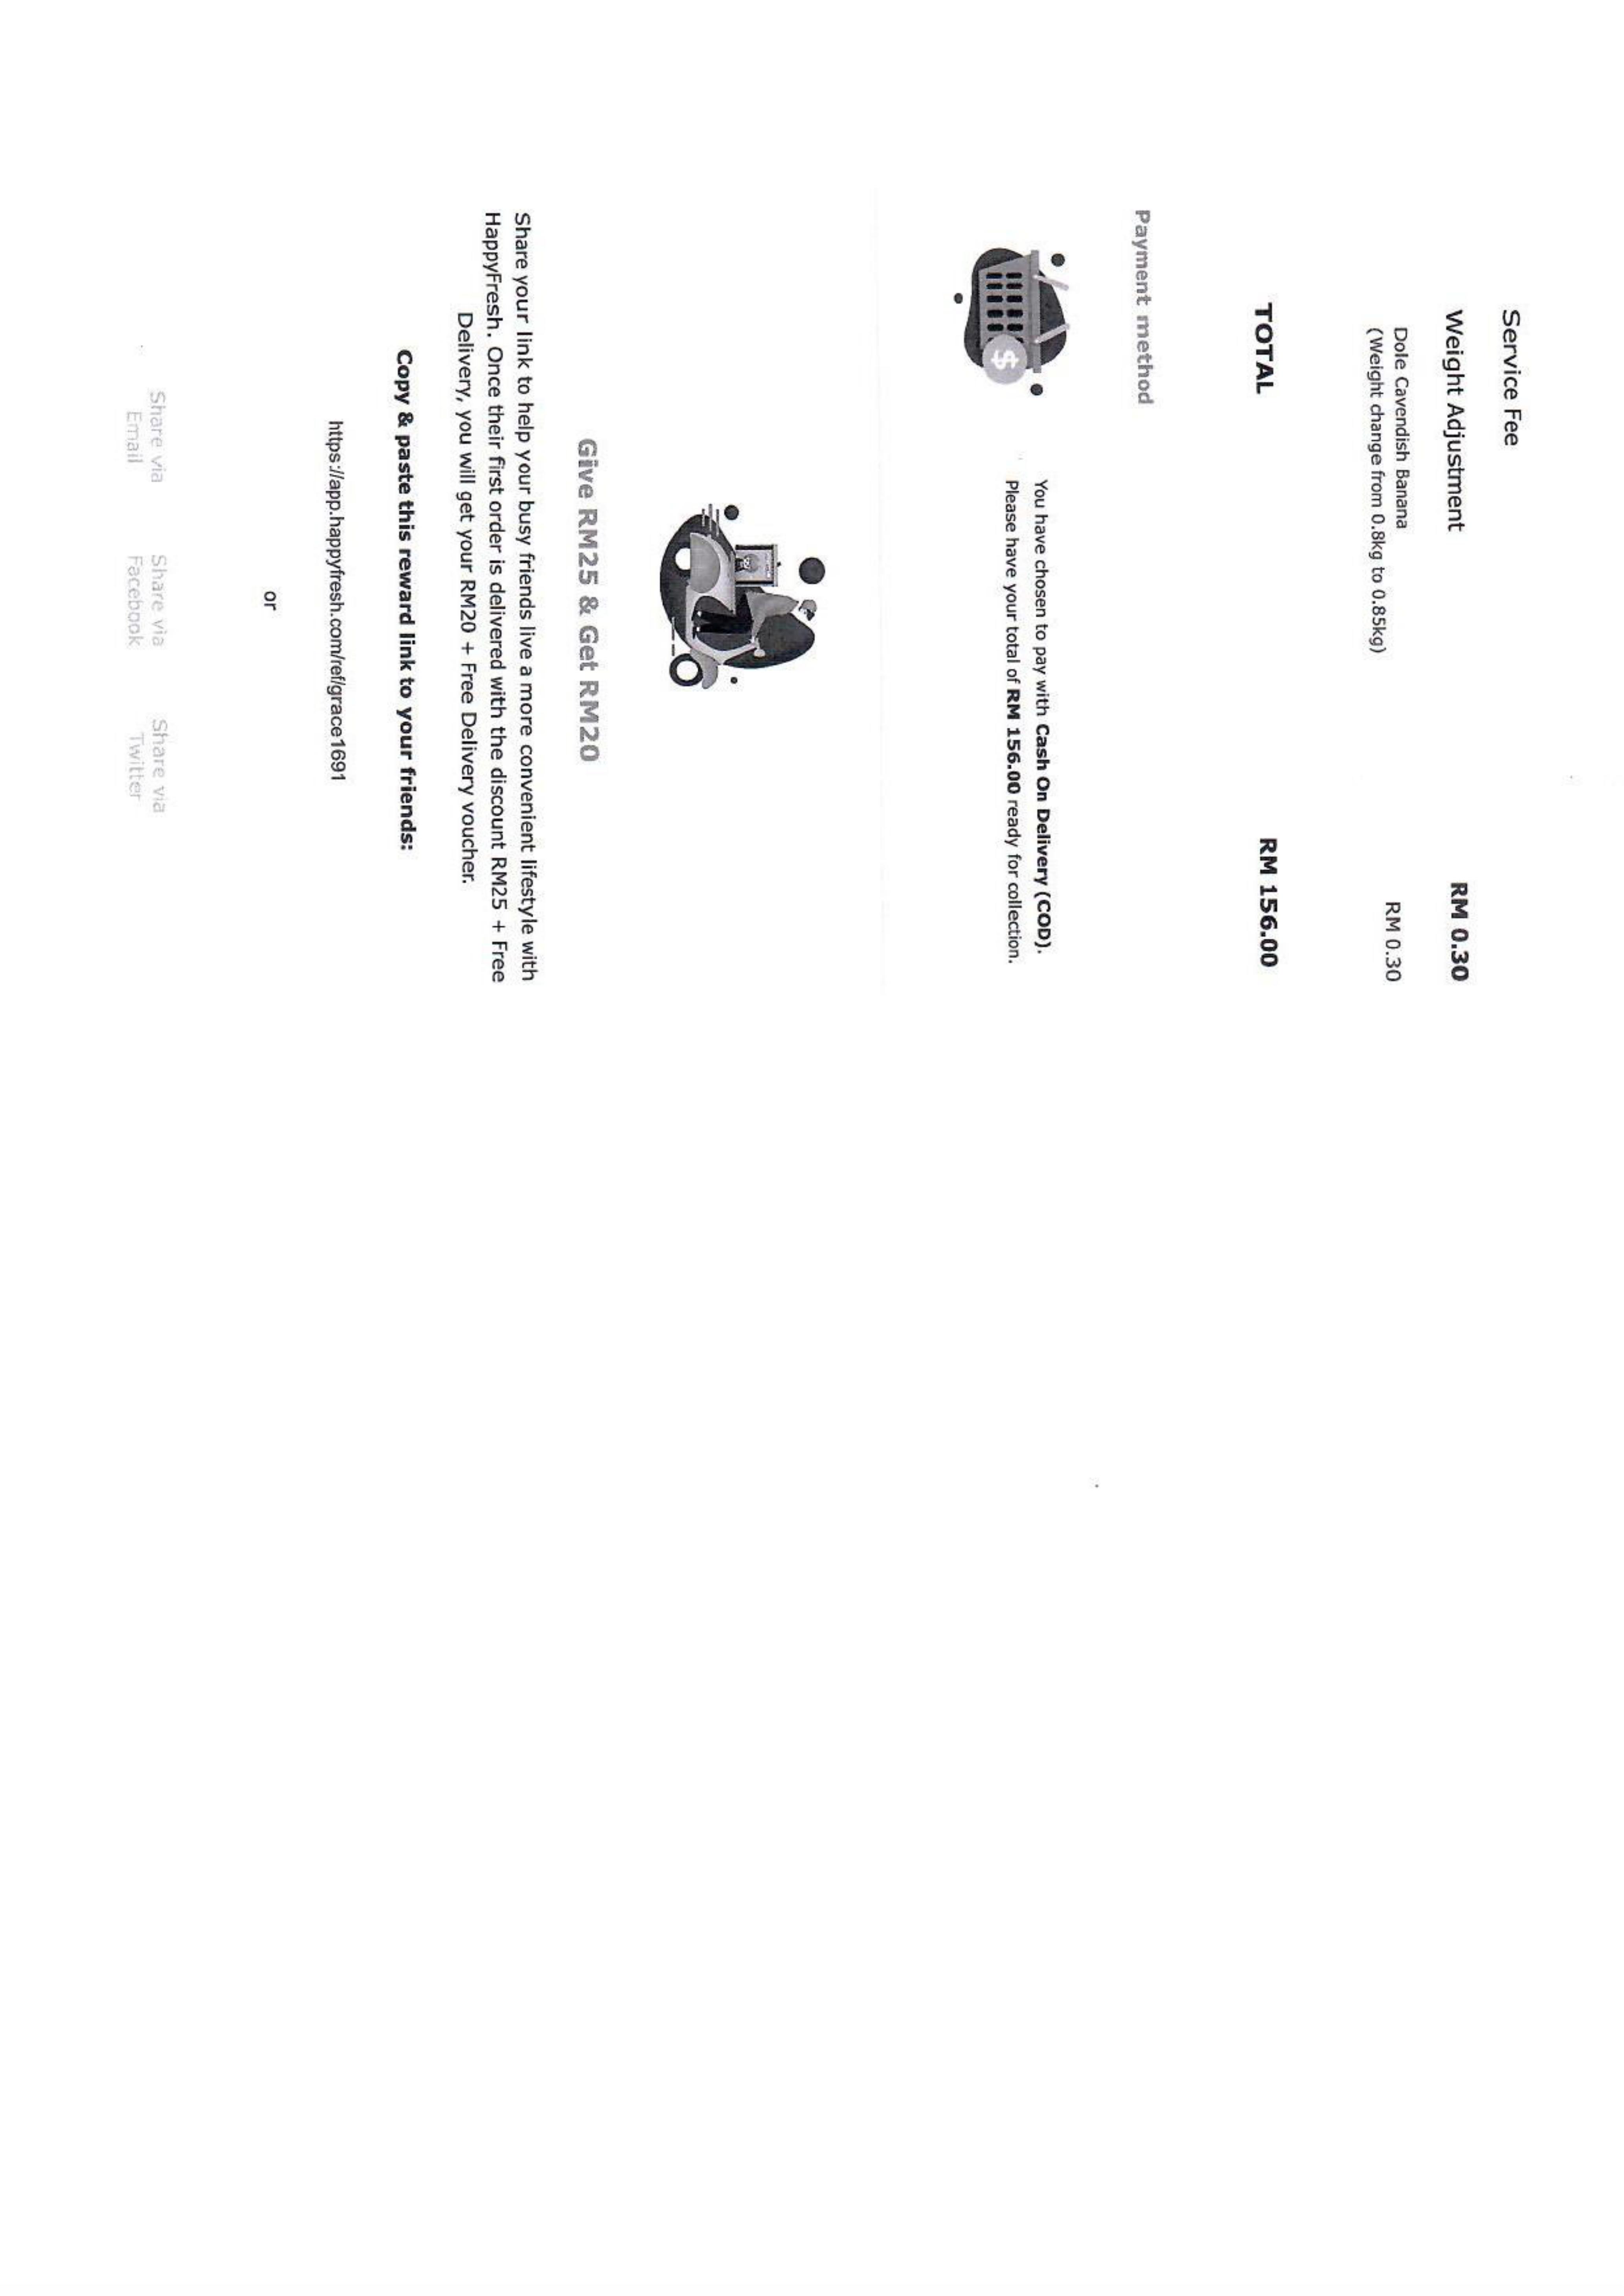 Service Fee
Weight Adjustment RM 0.30
Dole Cavendish Banana RM 0.30
(Weight change from 0.8kg to 0.85kg)
TOTAL RM 156.00
Payment method
You have chosen to pay with Cash On Delivery (COD).
Please have your total of RM 156.00 ready for collection.
$
Give RM25 & Get RM20
Share your link to help your busy friends live a more convenient lifestyle with
HappyFresh. Once their first order is delivered with the discount RM25 + Free
Delivery, you will get your RM20 + Free Delivery voucher.
Copy & paste this reward link to your friends:
https://app.happyfresh.com/ref/grace1691
or
Share via Share via Share via
Email Facebook Twitter